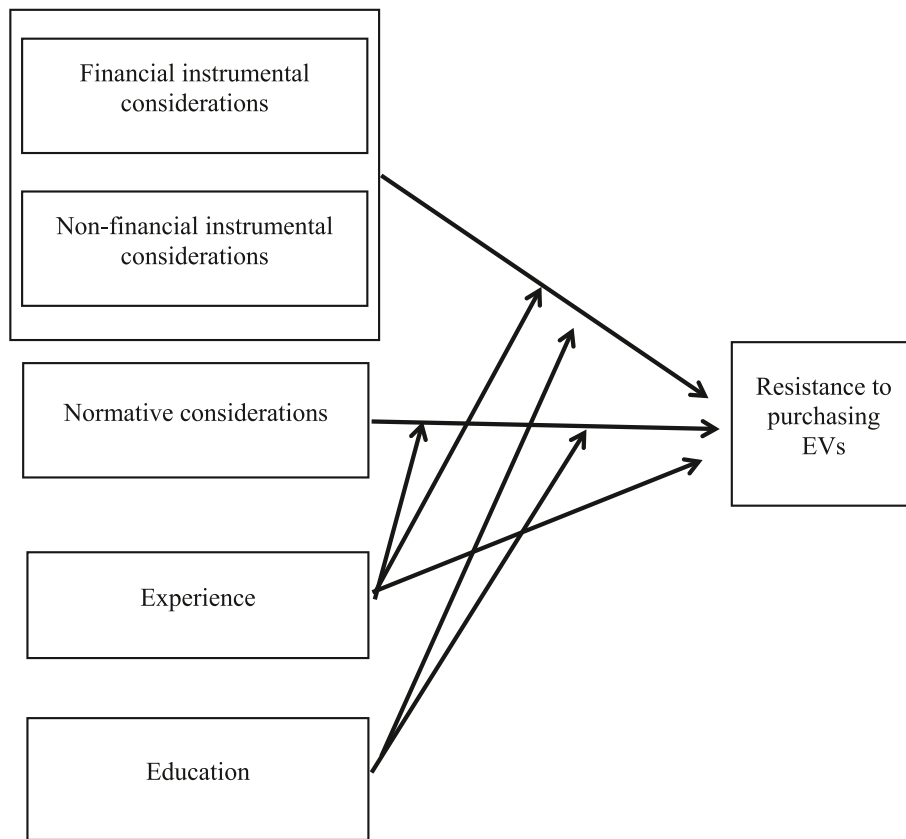 Financial instrumental
considerations
Non-financial instrumental
considerations
Normative considerations
Resistance to
purchasing
EVs
Experience
Education